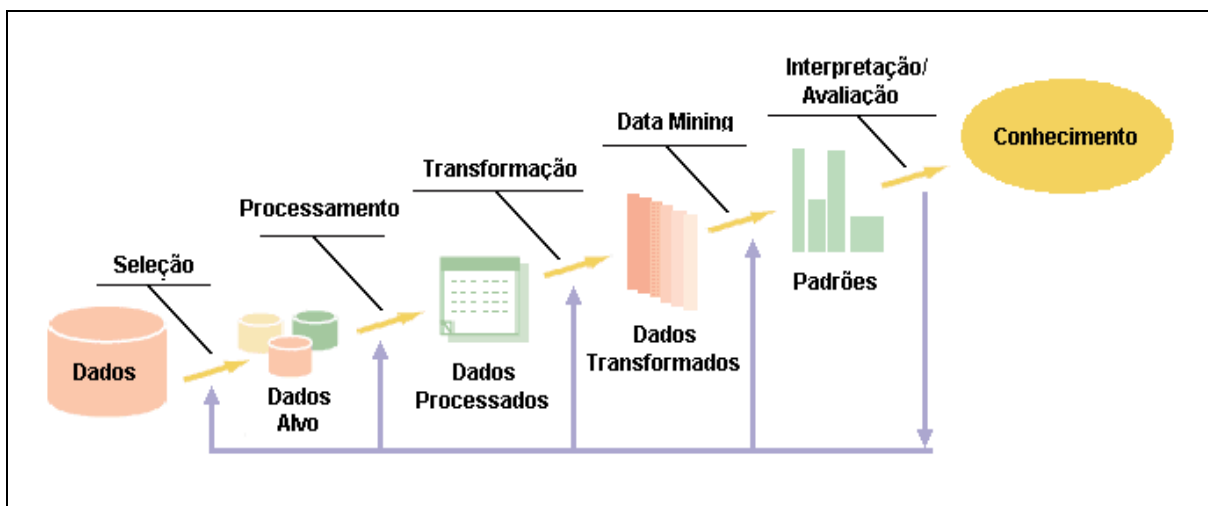 Interpretação/
Avaliação
Conhecimento
Data Mining
Transformação
Processamento
Seleção
Padrões
Dados
Transformados
Dados
Processados
Dados
Dados
Alvo